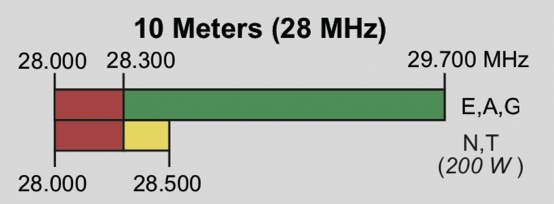 10 Meters (28 MHz)
28.000 28.300 29.700 MHz
E,A,G
N,T
(200 W )
28.000 28.500